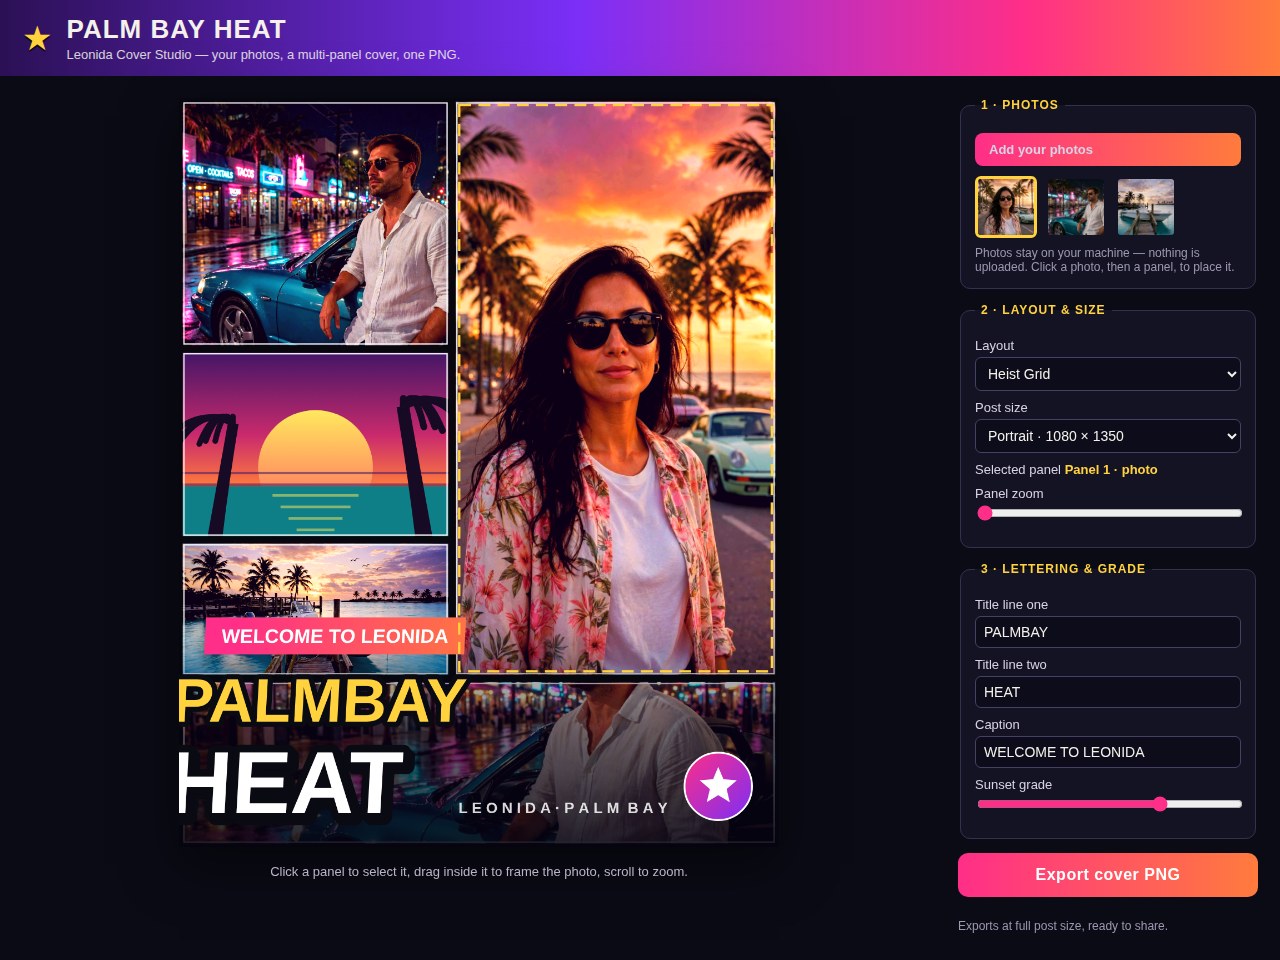 PALM BAY HEAT
Leonida Cover Studio — your photos, a multi-panel cover, one PNG.
OPEN · COCKTAILS
TACOS
WELCOME TO LEONIDA
PALMBAY
HEAT
LEONIDA·PALM BAY
Click a panel to select it, drag inside it to frame the photo, scroll to zoom.
1 · PHOTOS
Add your photos
Photos stay on your machine — nothing is
uploaded. Click a photo, then a panel, to place it.
2 · LAYOUT & SIZE
Layout
Heist Grid
Post size
Portrait · 1080 × 1350
Selected panel Panel 1 · photo
Panel zoom
3 · LETTERING & GRADE
Title line one
PALMBAY
Title line two
HEAT
Caption
WELCOME TO LEONIDA
Sunset grade
Export cover PNG
Exports at full post size, ready to share.